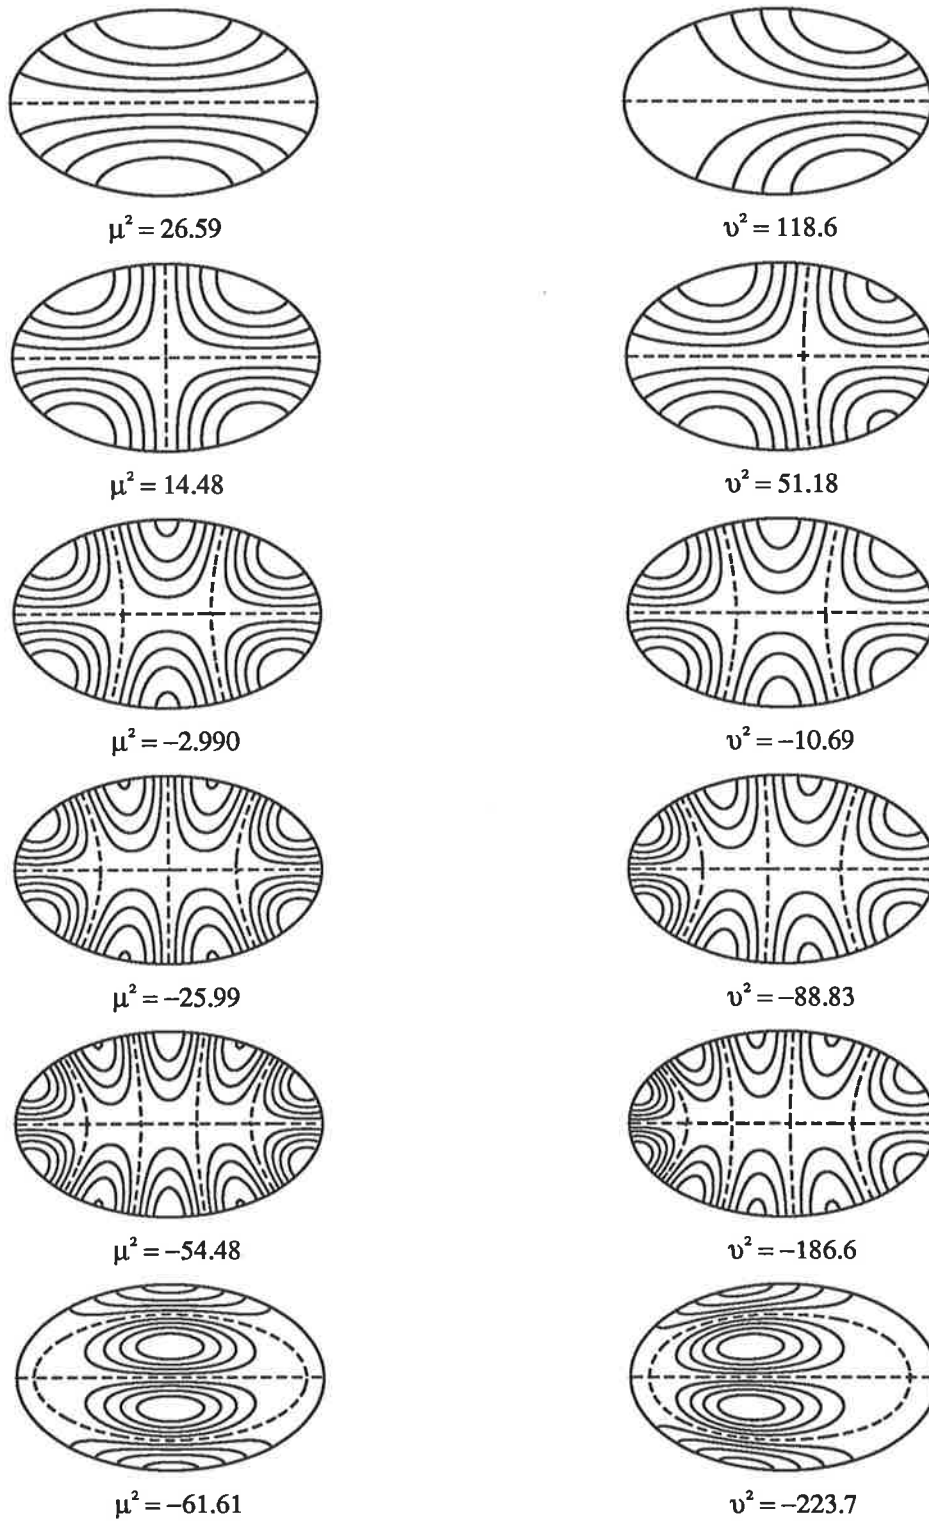 μ² = 26.59
υ² = 118.6
μ² = 14.48
υ² = 51.18
μ² = −2.990
υ² = −10.69
μ² = −25.99
υ² = −88.83
μ² = −54.48
υ² = −186.6
μ² = −61.61
υ² = −223.7